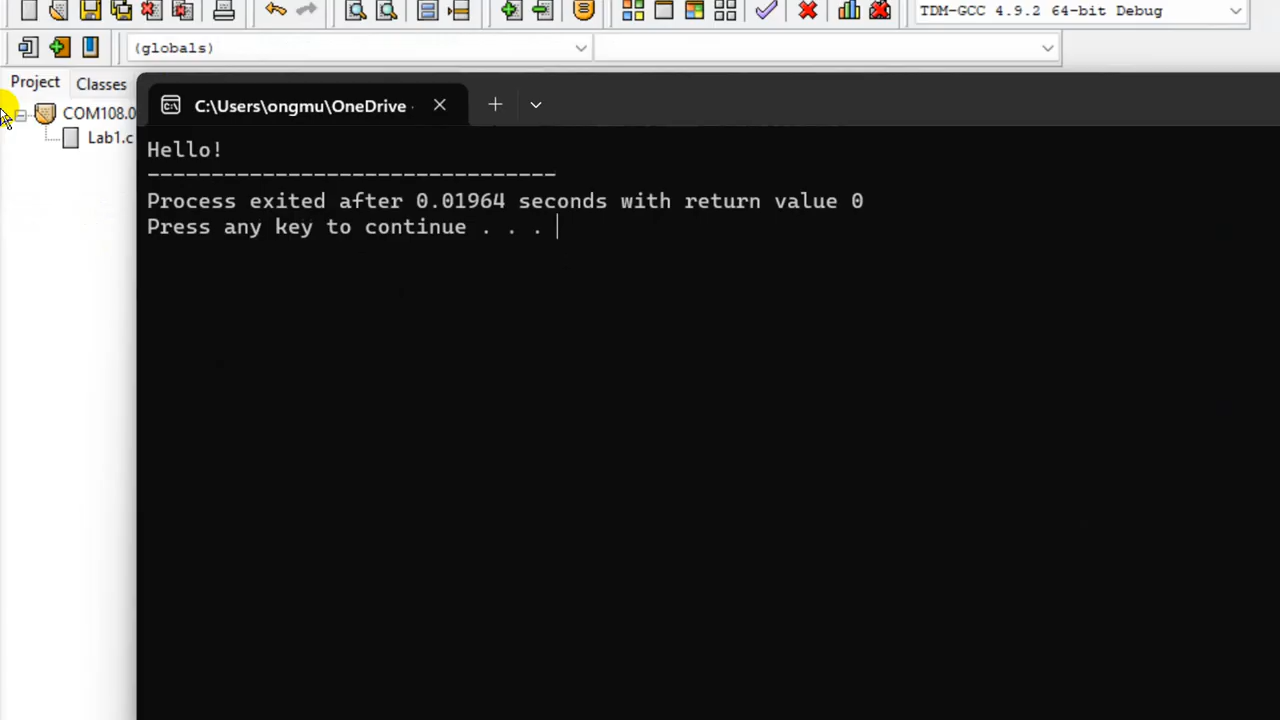 TDM-GCC 4.9.2 64-bit Debug
(globals)
Project Classes
COM108.0
Lab1.c
C:\Users\ongmu\OneDrive
Hello!
--------------------------------
Process exited after 0.01964 seconds with return value 0
Press any key to continue . . .